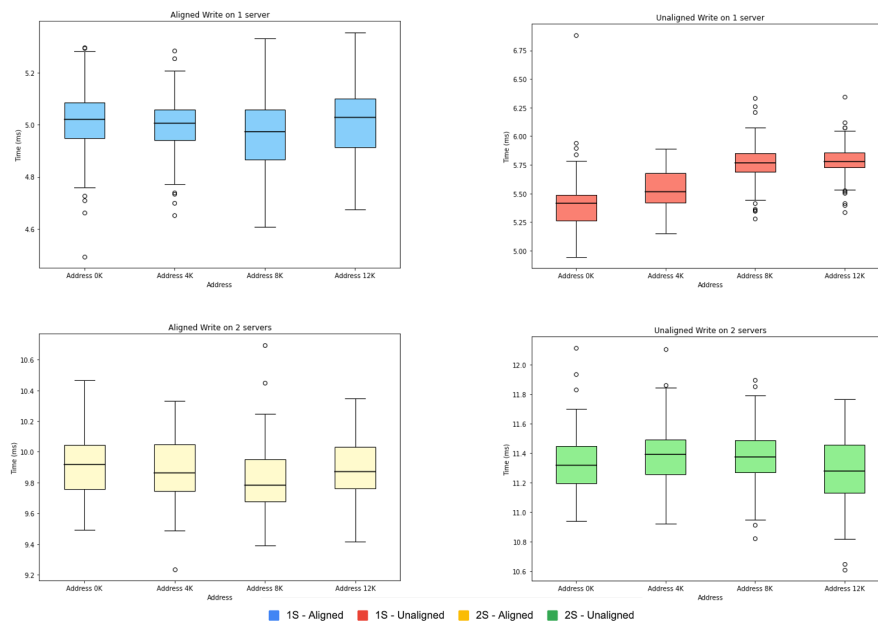 Aligned Write on 1 server
Time (ms)
5.2
5.0
4.8
4.6
Address 0K
Address 4K
Address 8K
Address 12K
Address
Unaligned Write on 1 server
Time (ms)
6.75
6.50
6.25
6.00
5.75
5.50
5.25
5.00
Address 0K
Address 4K
Address 8K
Address 12K
Address
Aligned Write on 2 servers
Time (ms)
10.6
10.4
10.2
10.0
9.8
9.6
9.4
9.2
Address 0K
Address 4K
Address 8K
Address 12K
Unaligned Write on 2 servers
Time (ms)
12.0
11.8
11.6
11.4
11.2
11.0
10.8
10.6
Address 0K
Address 4K
Address 8K
Address 12K
1S - Aligned
1S - Unaligned
2S - Aligned
2S - Unaligned